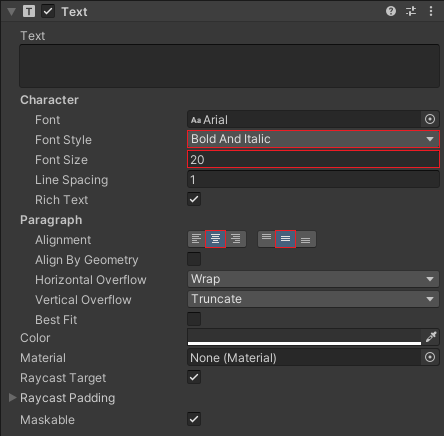 Text
Text
Character
Font Arial
Font Style Bold And Italic
Font Size 20
Line Spacing 1
Rich Text
Paragraph
Alignment
Align By Geometry
Horizontal Overflow Wrap
Vertical Overflow Truncate
Best Fit
Color
Material None (Material)
Raycast Target
Raycast Padding
Maskable